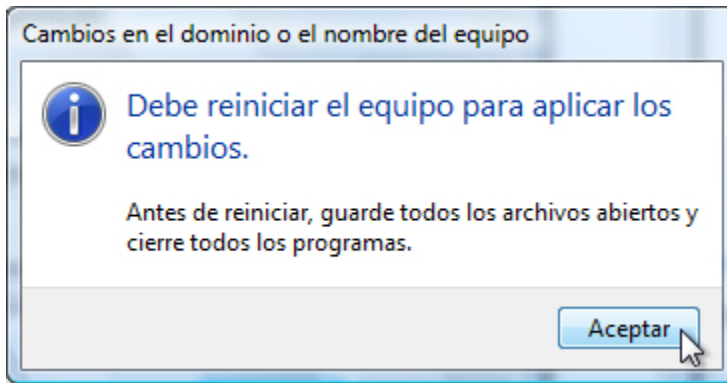 Cambios en el dominio o el nombre del equipo
Debe reiniciar el equipo para aplicar los
cambios.
Antes de reiniciar, guarde todos los archivos abiertos y
cierre todos los programas.
Aceptar